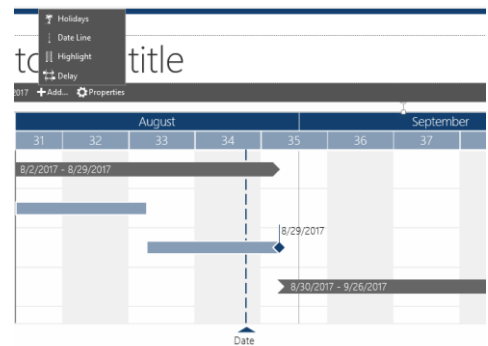 Holidays
Date Line
Highlight
Delay
title
2017 +Add... Properties
August September
31 32 33 34 35 36 37
8/2/2017 - 8/29/2017
8/29/2017
8/30/2017 - 9/26/2017
Date